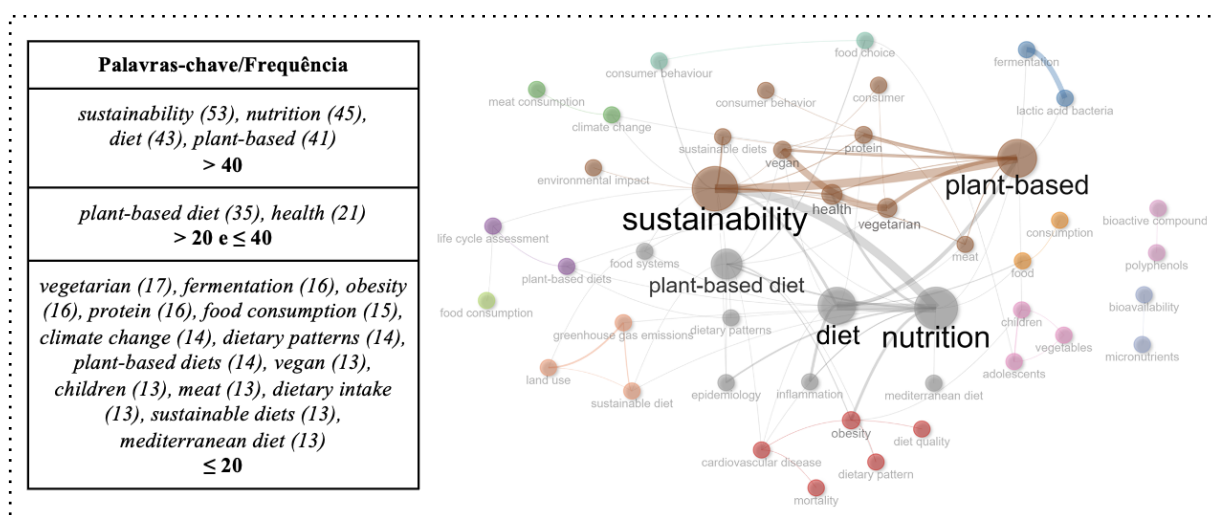 Palavras-chave/Frequência
sustainability (53), nutrition (45),
diet (43), plant-based (41)
> 40
plant-based diet (35), health (21)
> 20 e ≤ 40
vegetarian (17), fermentation (16), obesity
(16), protein (16), food consumption (15),
climate change (14), dietary patterns (14),
plant-based diets (14), vegan (13),
children (13), meat (13), dietary intake
(13), sustainable diets (13),
mediterranean diet (13)
≤ 20
food choice
fermentation
consumer behaviour
meat consumption
consumer behavior
consumer
lactic acid bacteria
climate change
sustainable diets
protein
vegan
environmental impact
plant-based
health
sustainability
vegetarian
bioactive compound
consumption
life cycle assessment
meat
food systems
plant-based diets
food
polyphenols
plant-based diet
food consumption
bioavailability
dietary patterns
children
greenhouse gas emissions
diet
nutrition
vegetables
micronutrients
land use
adolescents
sustainable diet
epidemiology
inflammation
mediterranean diet
obesity
diet quality
cardiovascular disease
dietary pattern
mortality